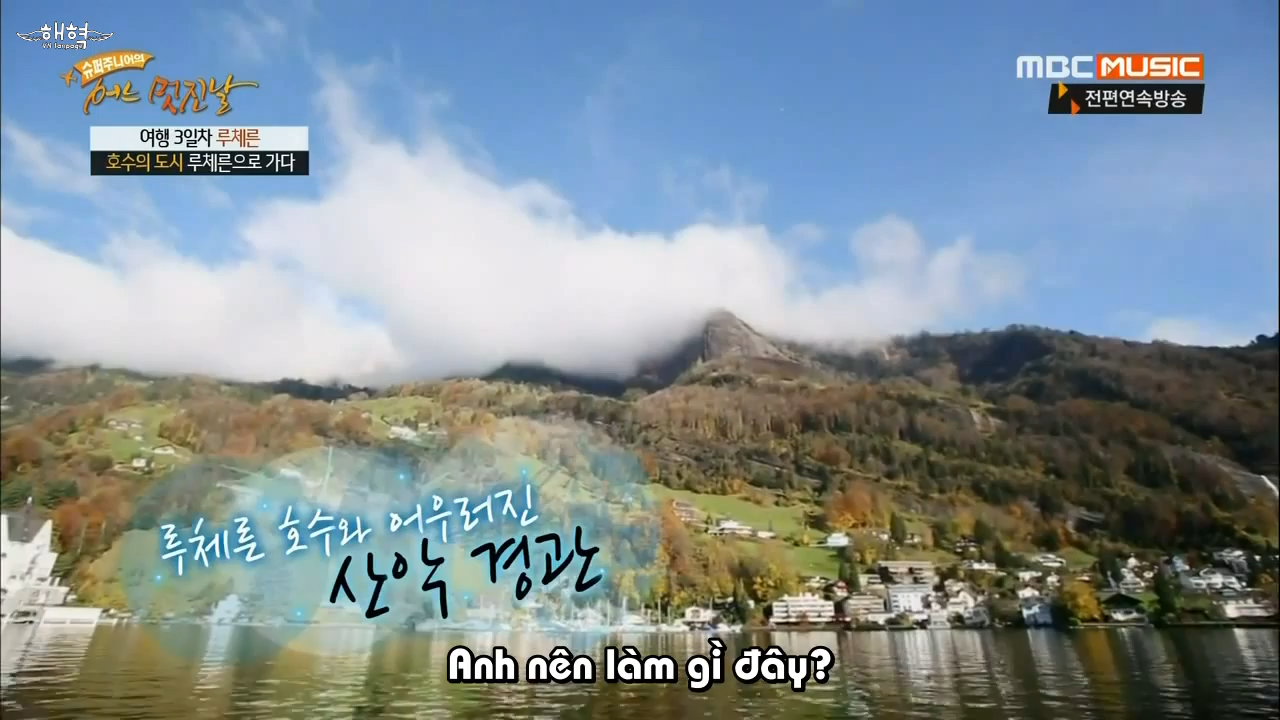 해혁
VN fanpage
슈퍼주니어의
어느 멋진날
MBC MUSIC
전편연속방송
여행 3일차 루체른
호수의 도시 루체른으로 가다
루체른 호수와 어우러진
산악 경관
Anh nên làm gì đây?